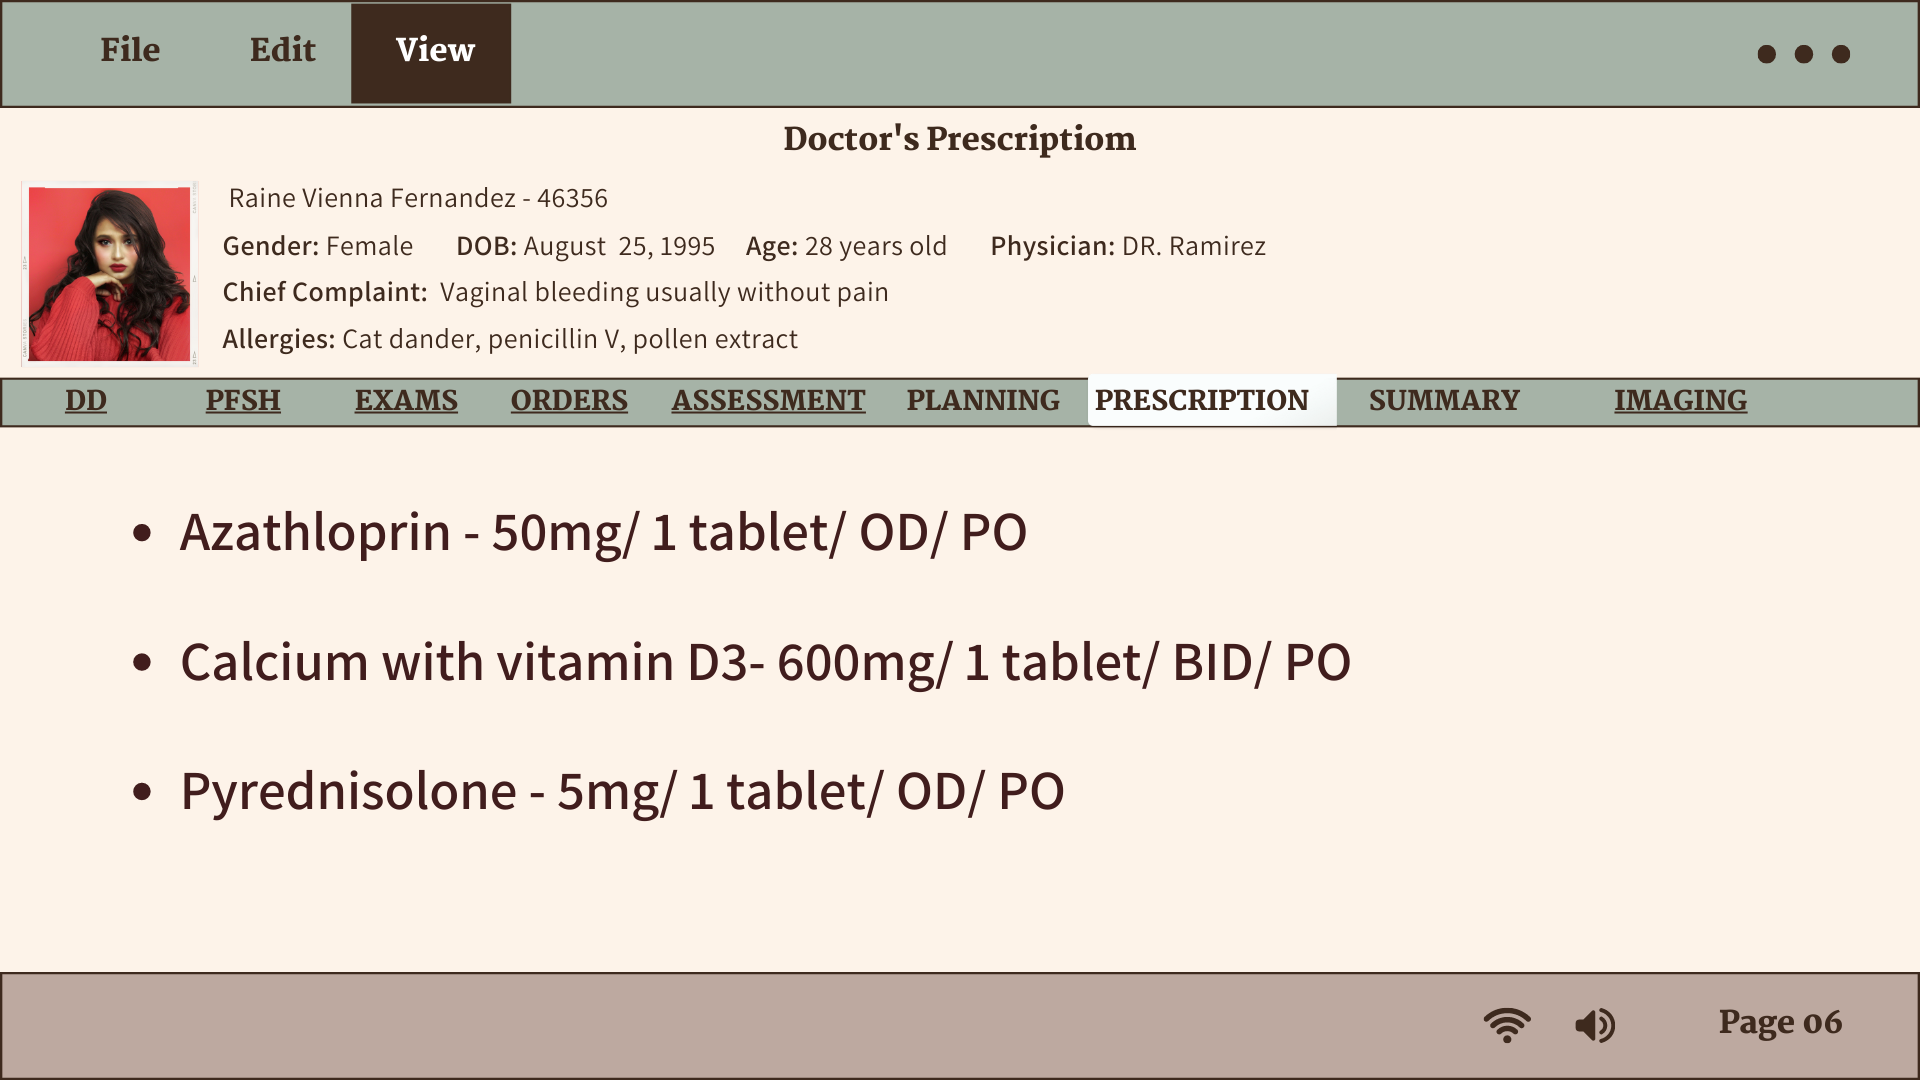 File Edit View
Doctor's Prescriptiom
Raine Vienna Fernandez - 46356
Gender: Female DOB: August 25, 1995 Age: 28 years old Physician: DR. Ramirez
Chief Complaint: Vaginal bleeding usually without pain
Allergies: Cat dander, penicillin V, pollen extract
DD PFSH EXAMS ORDERS ASSESSMENT PLANNING PRESCRIPTION SUMMARY IMAGING
• Azathloprin - 50mg/ 1 tablet/ OD/ PO
• Calcium with vitamin D3- 600mg/ 1 tablet/ BID/ PO
• Pyrednisolone - 5mg/ 1 tablet/ OD/ PO
Page 06